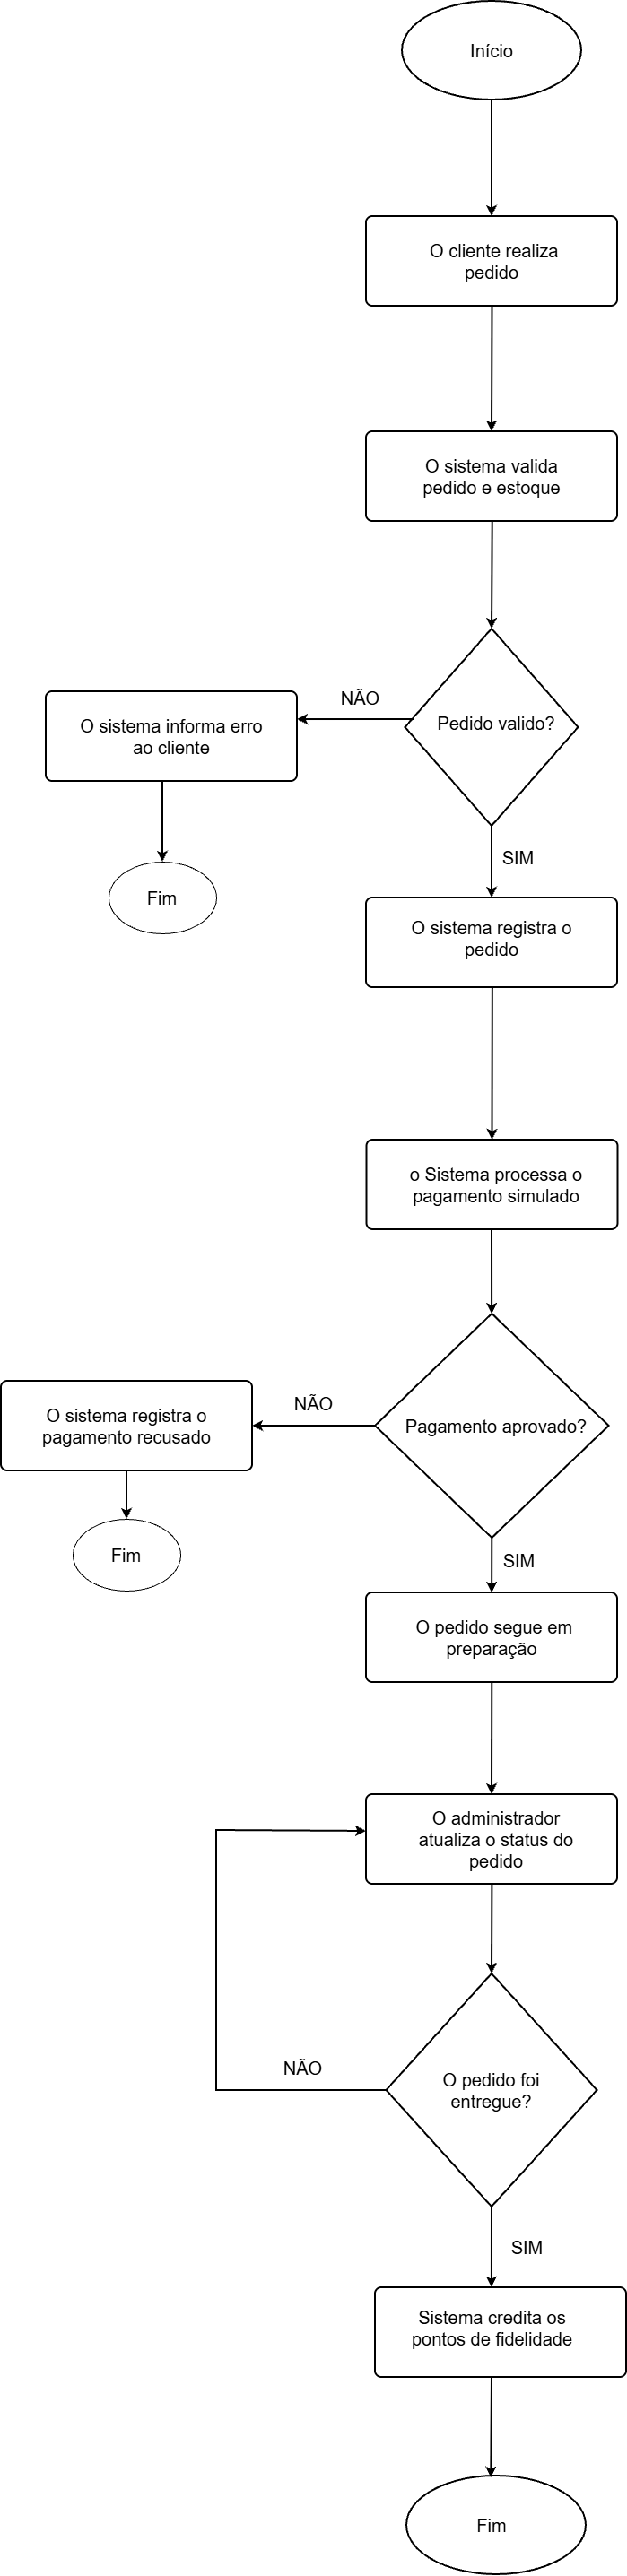 Início
O cliente realiza
pedido
O sistema valida
pedido e estoque
Pedido valido?
NÃO
O sistema informa erro
ao cliente
Fim
SIM
O sistema registra o
pedido
o Sistema processa o
pagamento simulado
Pagamento aprovado?
NÃO
O sistema registra o
pagamento recusado
Fim
SIM
O pedido segue em
preparação
O administrador
atualiza o status do
pedido
O pedido foi
entregue?
NÃO
SIM
Sistema credita os
pontos de fidelidade
Fim